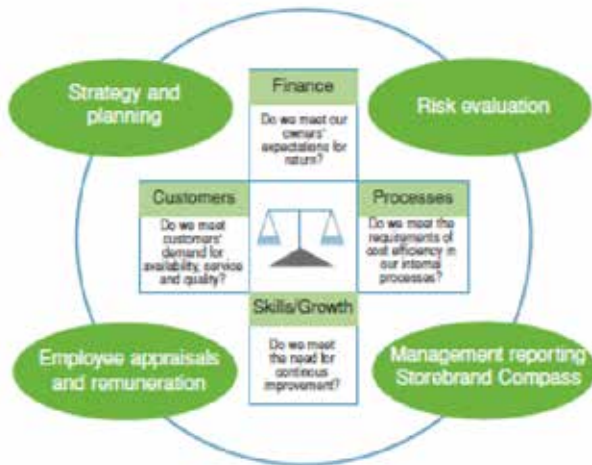 Strategy and
planning
Finance
Do we meet our
owners'
expectations for
return?
Risk evaluation
Customers
Do we meet
customers'
demand for
availability, service
and quality?
Processes
Do we meet the
requirements of
cost efficiency in
our internal
processes?
Skills/Growth
Do we meet
the need for
continous
improvement?
Employee appraisals
and remuneration
Management reporting
Storebrand Compass